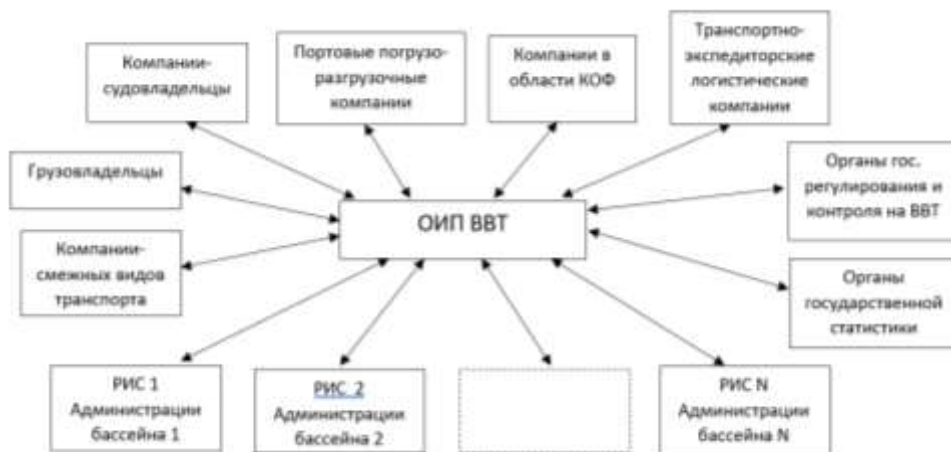 Компании-
судовладельцы
Портовые погрузо-
разгрузочные
компании
Компании в
области КОФ
Транспортно-
экспедиторские
логистические
компании
Грузовладельцы
ОИП ВВТ
Органы гос.
регулирования и
контроля на ВВТ
Компании-
смежных видов
транспорта
Органы
государственной
статистики
РИС 1
Администрации
бассейна 1
РИС 2
Администрации
бассейна 2
РИС N
Администрации
бассейна N